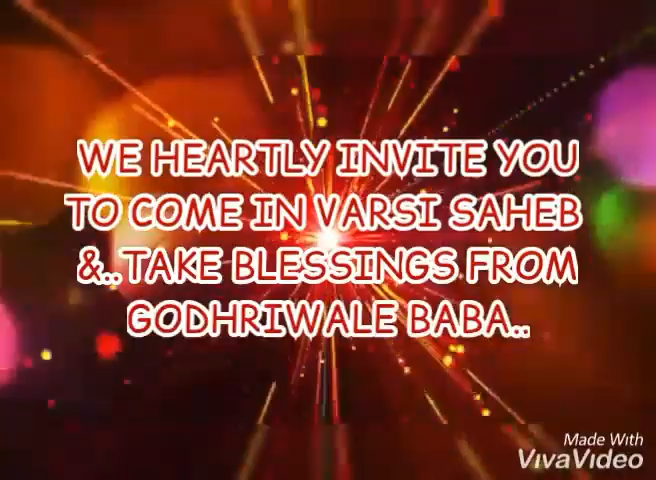 WE HEARTLY INVITE YOU
TO COME IN VARSI SAHEB
&.. TAKE BLESSINGS FROM
GODHRIWALE BABA..
Made With
VivaVideo